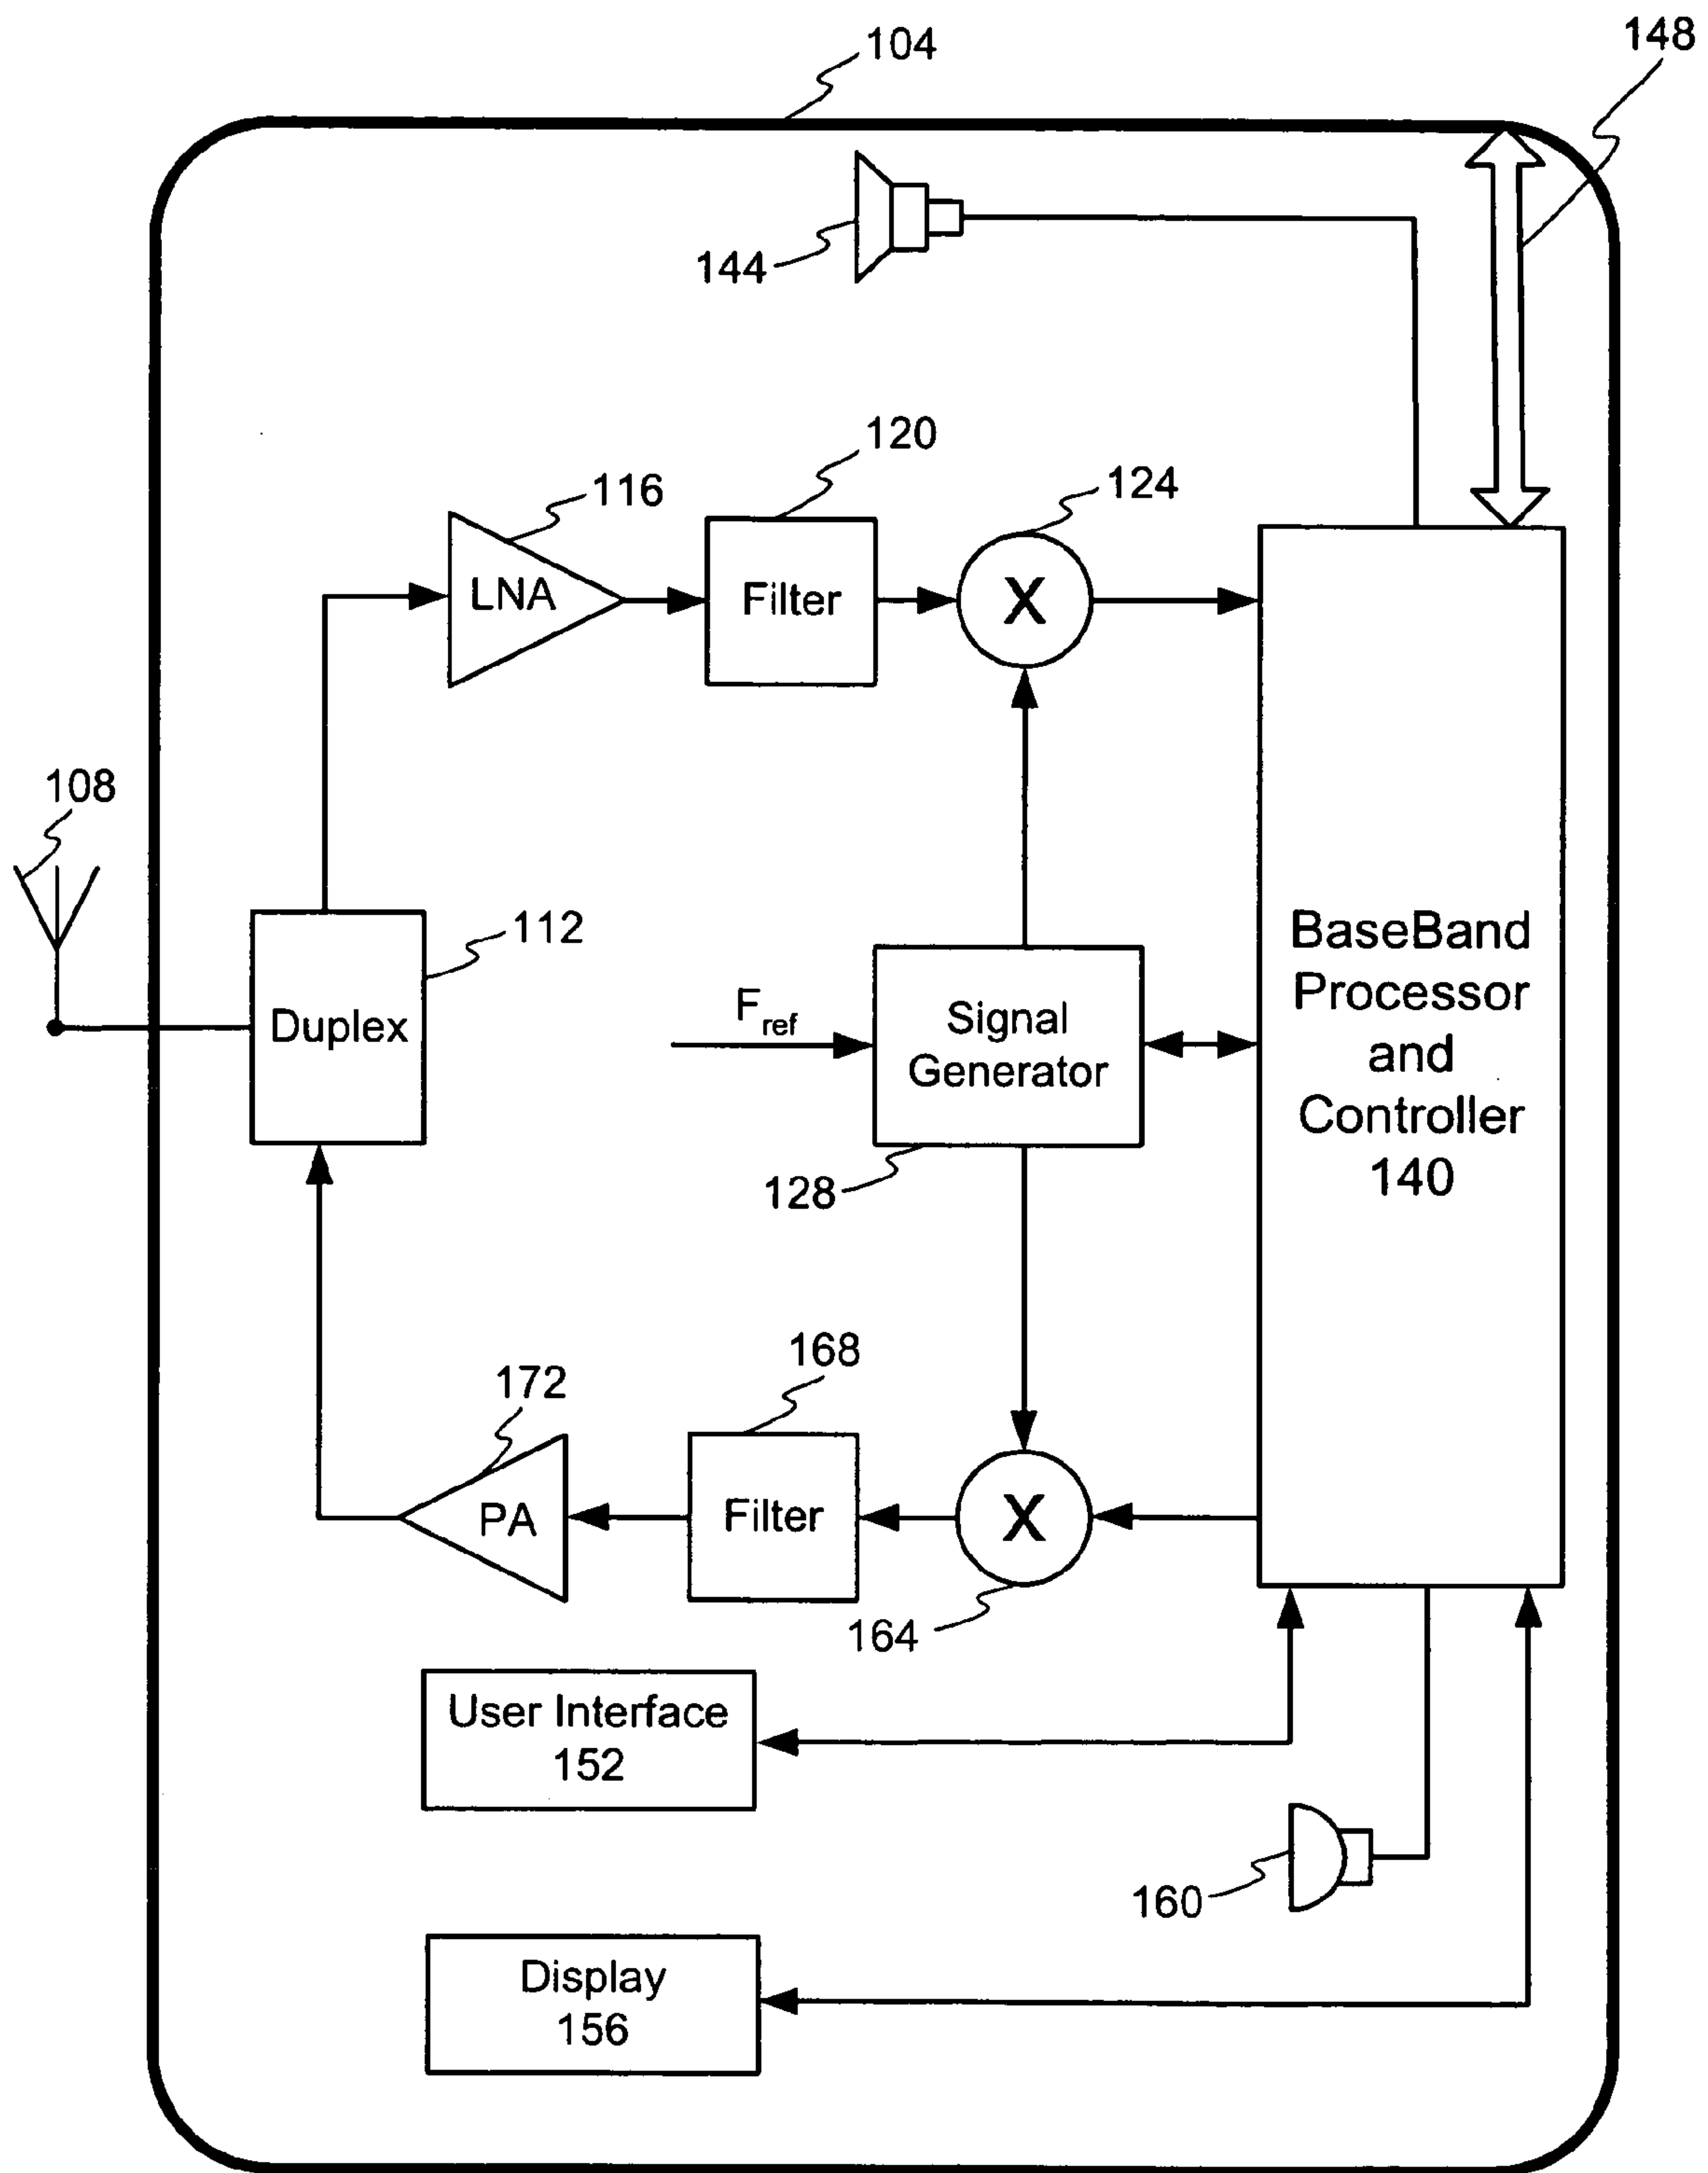 104
148
144
120
116
124
LNA
Filter
X
108
112
Duplex
Fref
Signal
Generator
128
BaseBand
Processor
and
Controller
140
168
172
PA
Filter
X
164
User Interface
152
160
Display
156